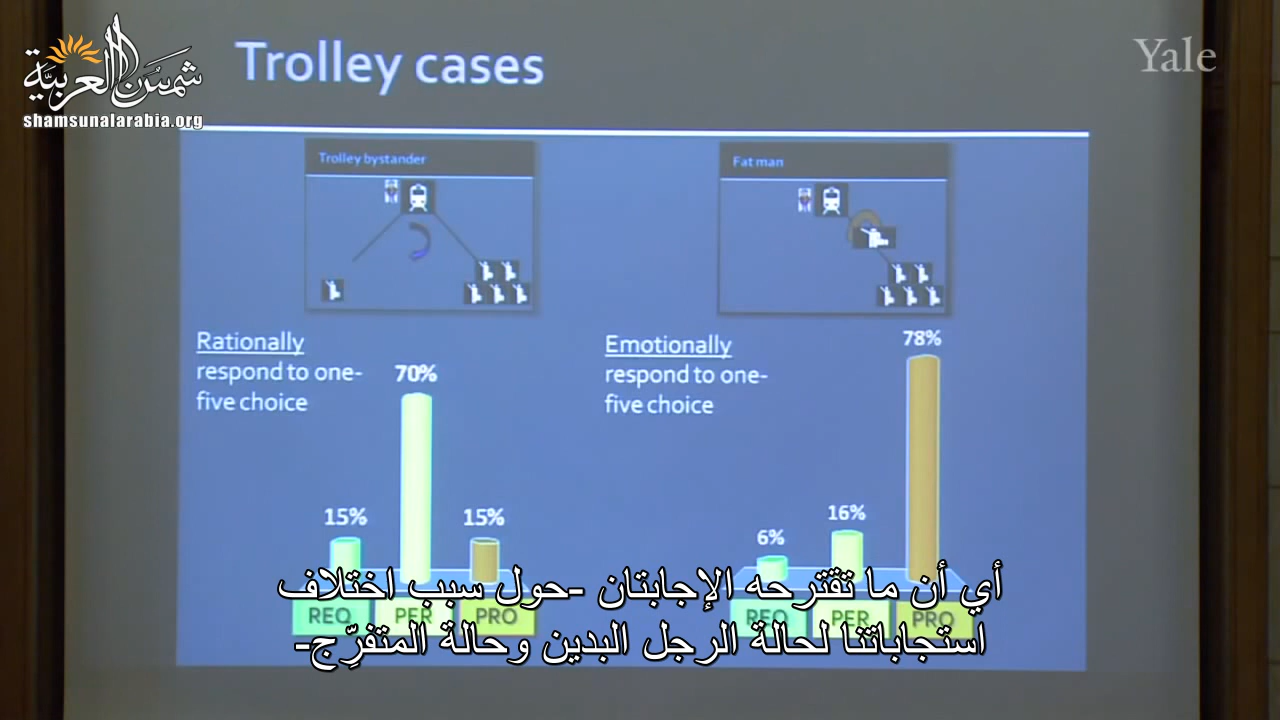 شمس العربية
shamsunalarabia.org
Trolley cases
Yale
Trolley bystander
Fat man
Rationally
respond to one-
five choice
70%
15%
15%
REQ
PER
PRO
Emotionally
respond to one-
five choice
78%
16%
6%
REQ
PER
PRO
أي أن ما تقترحه الإجابتان -حول سبب اختلاف
استجاباتنا لحالة الرجل البدين وحالة المتفرِّج-